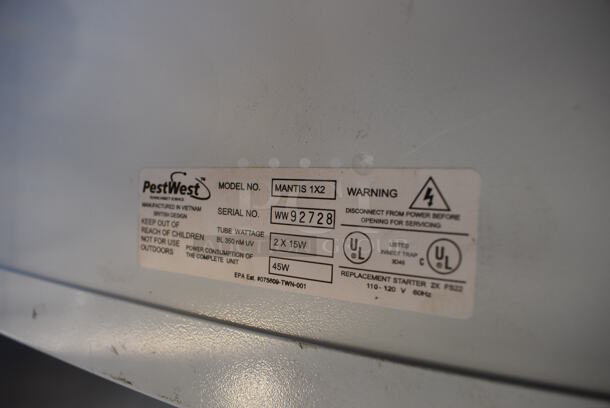 PestWest™
MANUFACTURED IN VIETNAM
BRITISH DESIGN
KEEP OUT OF
REACH OF CHILDREN
NOT FOR USE
OUTDOORS
MODEL NO. MANTIS 1X2
SERIAL NO. WW92728
TUBE WATTAGE
BL 350 nM UV 2 X 15W
POWER CONSUMPTION OF
THE COMPLETE UNIT 45W
EPA Est. #075609-TWN-001
WARNING
DISCONNECT FROM POWER BEFORE
OPENING FOR SERVICING
UL LISTED
INSECT TRAP
C UL
REPLACEMENT STARTER 2X FS22
110 - 120 V 60Hz